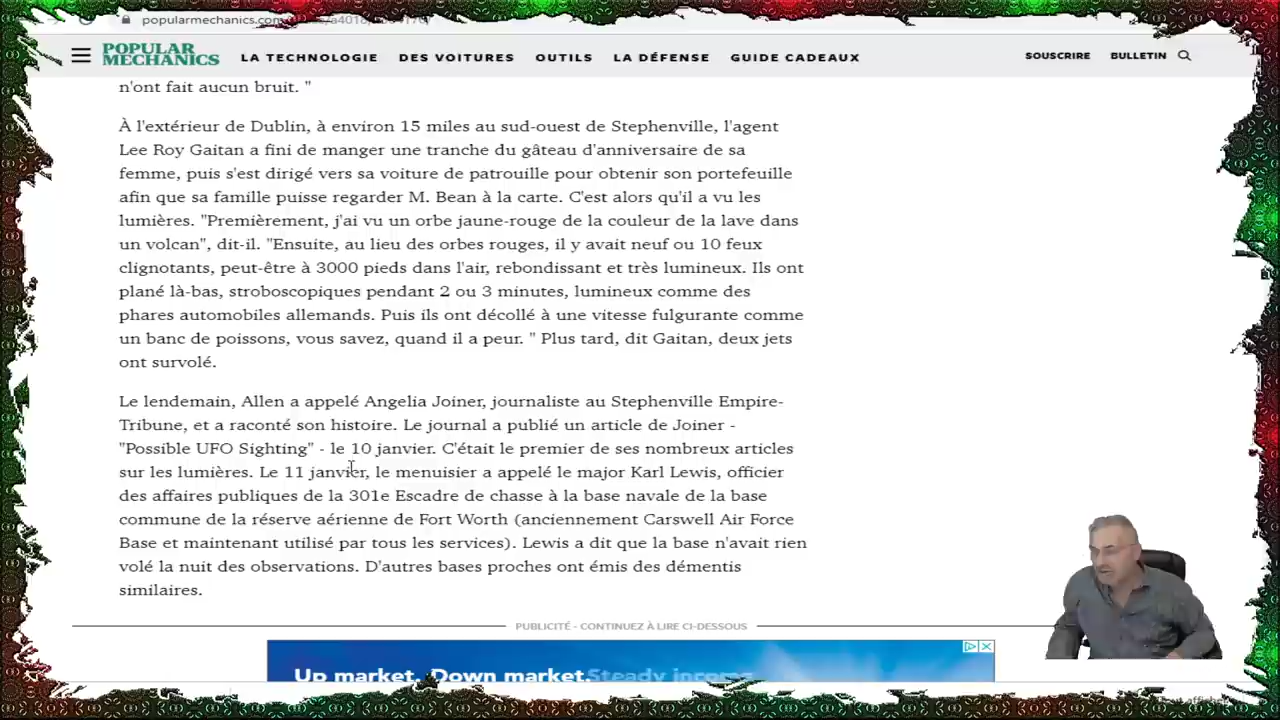 popularmechanics.com
POPULAR MECHANICS
LA TECHNOLOGIE DES VOITURES OUTILS LA DÉFENSE GUIDE CADEAUX SOUSCRIRE BULLETIN
n'ont fait aucun bruit. "
À l'extérieur de Dublin, à environ 15 miles au sud-ouest de Stephenville, l'agent
Lee Roy Gaitan a fini de manger une tranche du gâteau d'anniversaire de sa
femme, puis s'est dirigé vers sa voiture de patrouille pour obtenir son portefeuille
afin que sa famille puisse regarder M. Bean à la carte. C'est alors qu'il a vu les
lumières. "Premièrement, j'ai vu un orbe jaune-rouge de la couleur de la lave dans
un volcan", dit-il. "Ensuite, au lieu des orbes rouges, il y avait neuf ou 10 feux
clignotants, peut-être à 3000 pieds dans l'air, rebondissant et très lumineux. Ils ont
plané là-bas, stroboscopiques pendant 2 ou 3 minutes, lumineux comme des
phares automobiles allemands. Puis ils ont décollé à une vitesse fulgurante comme
un banc de poissons, vous savez, quand il a peur. " Plus tard, dit Gaitan, deux jets
ont survolé.
Le lendemain, Allen a appelé Angelia Joiner, journaliste au Stephenville Empire-
Tribune, et a raconté son histoire. Le journal a publié un article de Joiner -
"Possible UFO Sighting" - le 10 janvier. C'était le premier de ses nombreux articles
sur les lumières. Le 11 janvier, le menuisier a appelé le major Karl Lewis, officier
des affaires publiques de la 301e Escadre de chasse à la base navale de la base
commune de la réserve aérienne de Fort Worth (anciennement Carswell Air Force
Base et maintenant utilisé par tous les services). Lewis a dit que la base n'avait rien
volé la nuit des observations. D'autres bases proches ont émis des démentis
similaires.
PUBLICITÉ - CONTINUEZ À LIRE CI-DESSOUS
Up market. Down market. Steady income